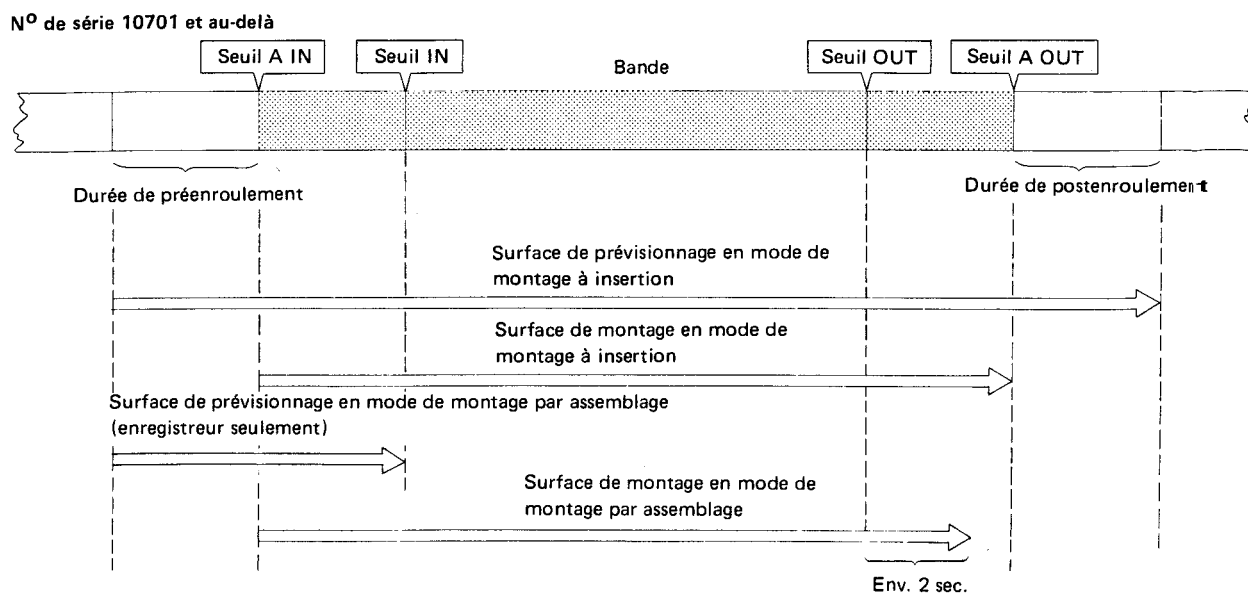 Nº de série 10701 et au-delà
Seuil A IN
Seuil IN
Bande
Seuil OUT
Seuil A OUT
Durée de préenroulement
Durée de postenroulement
Surface de prévisionnage en mode de
montage à insertion
Surface de montage en mode de
montage à insertion
Surface de prévisionnage en mode de montage par assemblage
(enregistreur seulement)
Surface de montage en mode de
montage par assemblage
Env. 2 sec.